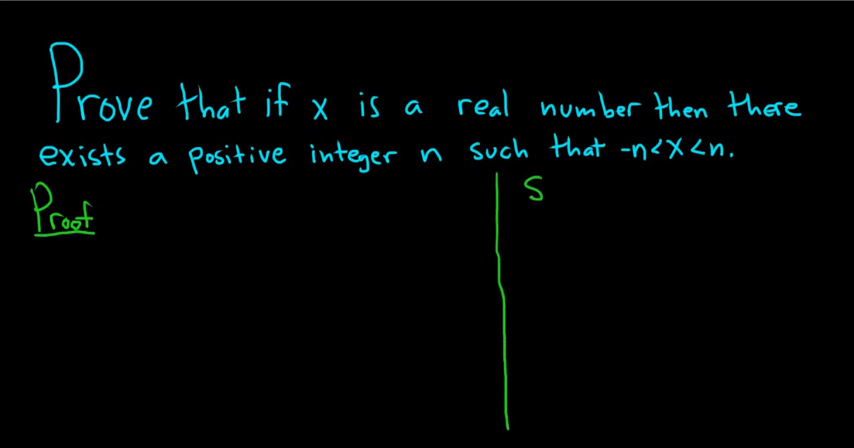 Prove that if x is a real number then there
exists a positive integer n such that -n<x<n.
Proof
S